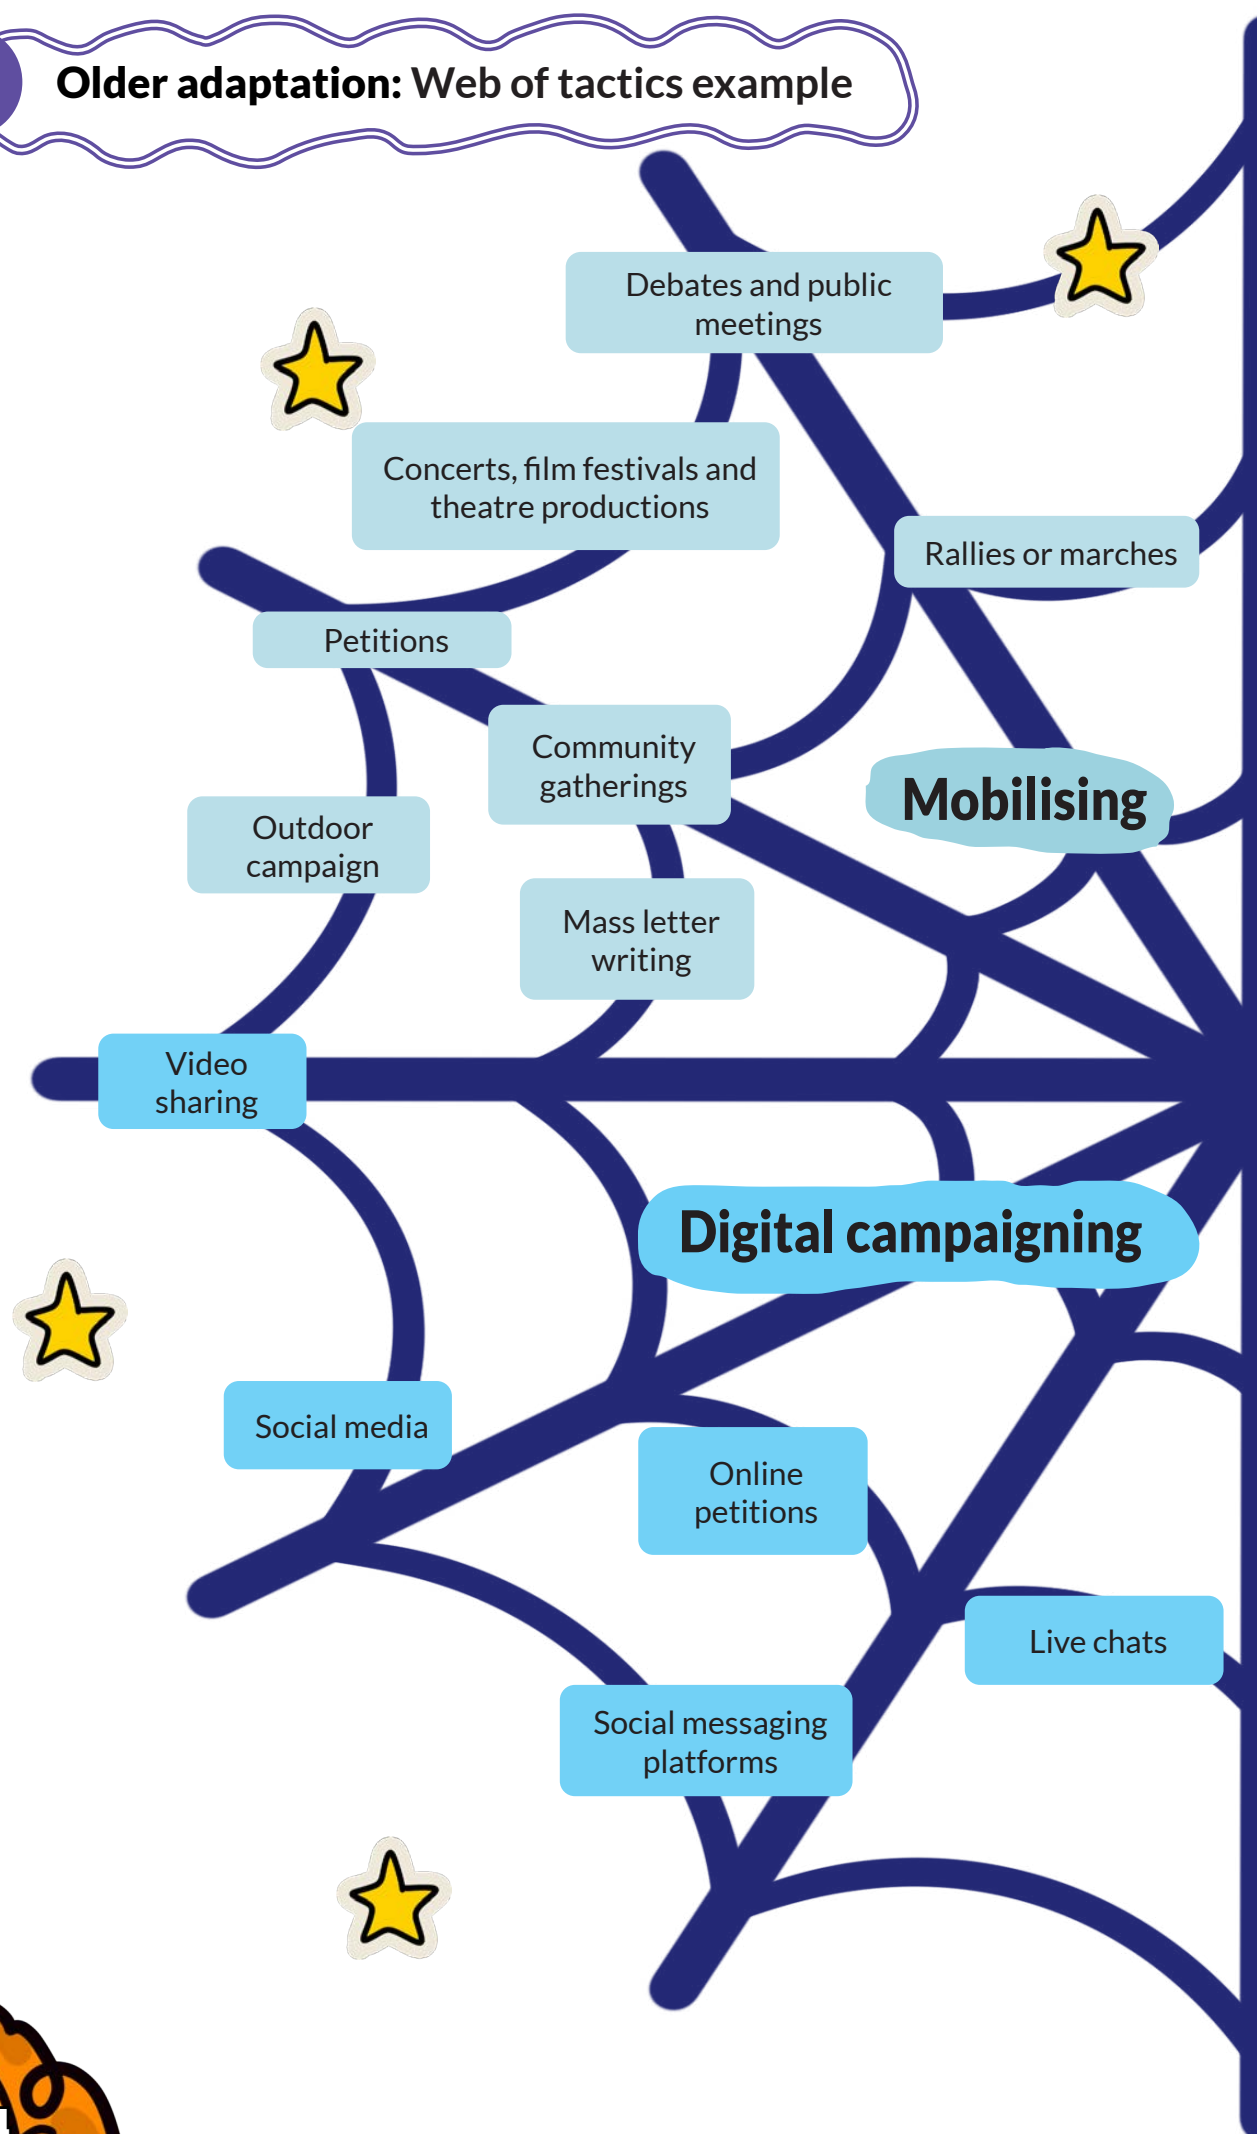 Older adaptation: Web of tactics example
Debates and public
meetings
Concerts, film festivals and
theatre productions
Rallies or marches
Petitions
Community
gatherings
Mobilising
Outdoor
campaign
Mass letter
writing
Video
sharing
Digital campaigning
Social media
Online
petitions
Live chats
Social messaging
platforms